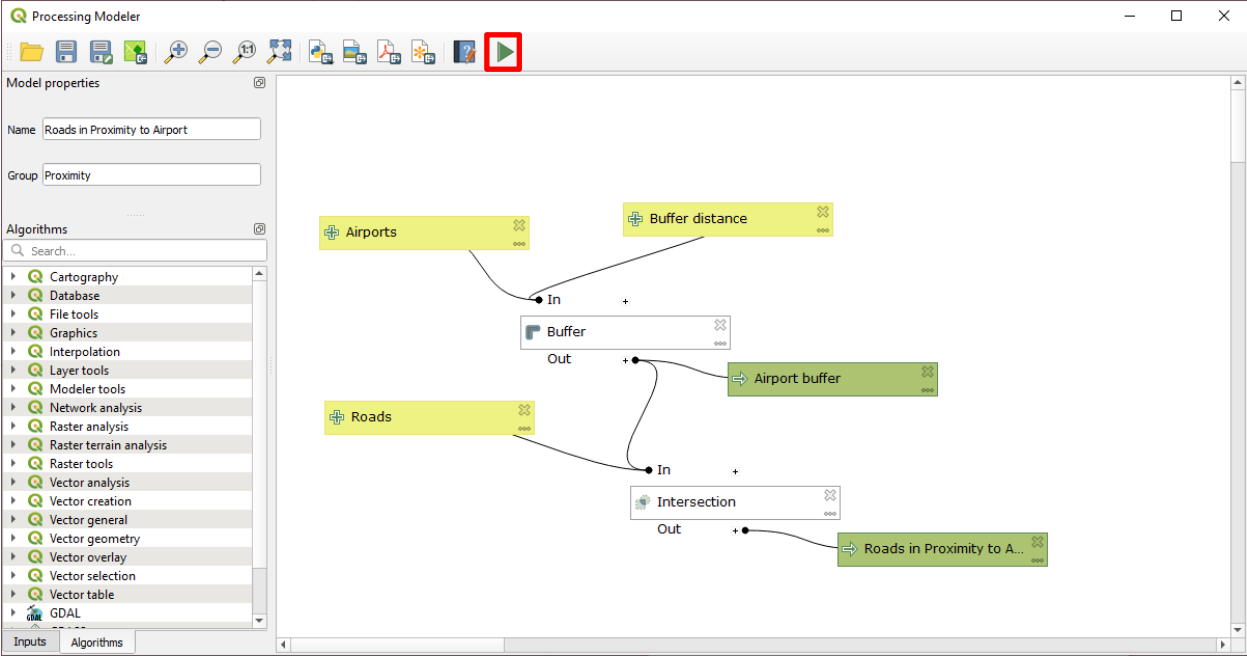 Processing Modeler
1:1
Model properties
Name Roads in Proximity to Airport
Group Proximity
Algorithms
Search...
Cartography
Database
File tools
Graphics
Interpolation
Layer tools
Modeler tools
Network analysis
Raster analysis
Raster terrain analysis
Raster tools
Vector analysis
Vector creation
Vector general
Vector geometry
Vector overlay
Vector selection
Vector table
GDAL
Inputs Algorithms
Airports
Buffer distance
In +
Buffer
Out +
Airport buffer
Roads
In +
Intersection
Out +
Roads in Proximity to A...